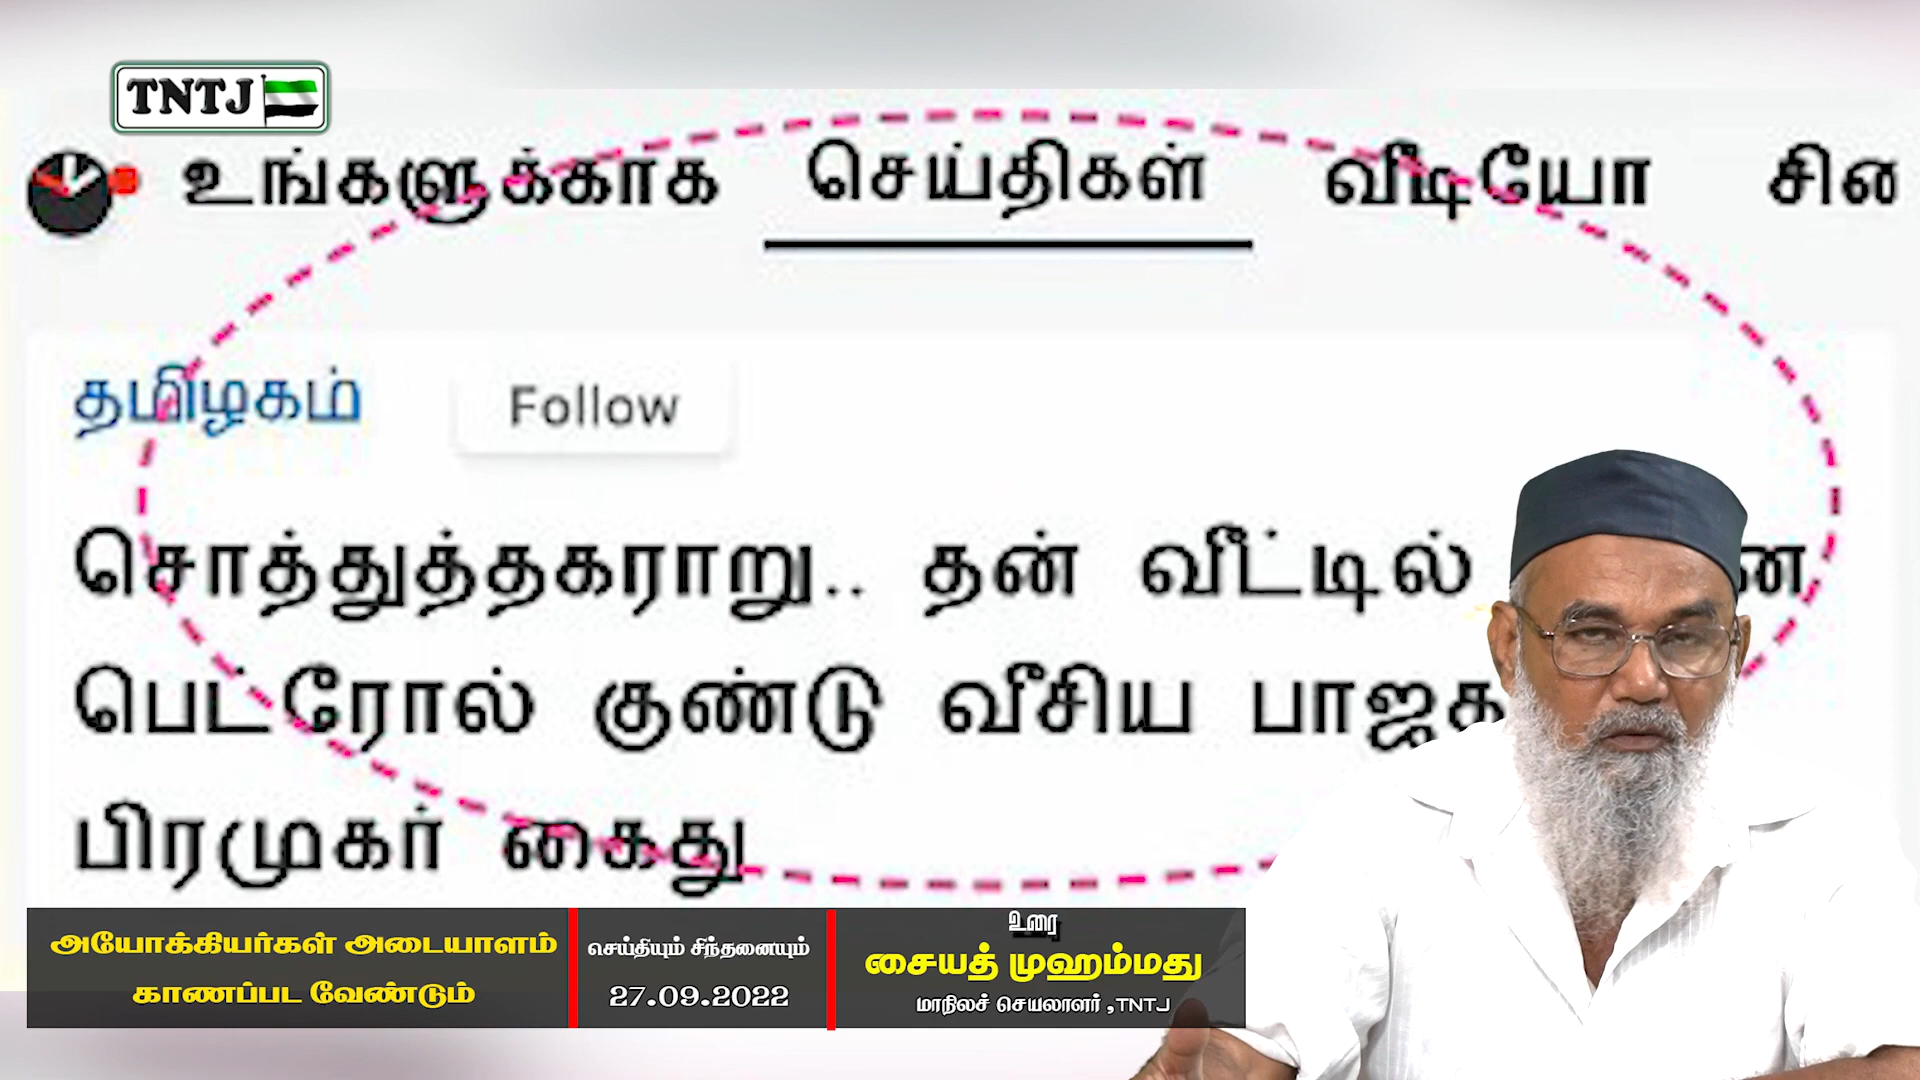 TNTJ
உங்களுக்காக செய்திகள் வீடியோ
தமிழகம் Follow
சொத்துத்தகராறு.. தன் வீட்டில்
பெட்ரோல் குண்டு வீசிய பாஜக
பிரமுகர் கைது
அயோக்கியர்கள் அடையாளம்
காணப்பட வேண்டும்
செய்தியும் சிந்தனையும்
27.09.2022
உரை
சையத் முஹம்மது
மாநிலச் செயலாளர் ,TNTJ